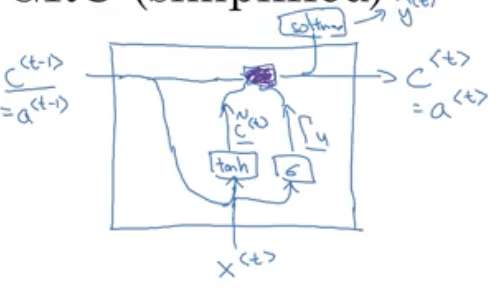 GRU (simplified)
softmax → ŷ<t>
c<t-1>
= a<t-1>
c<t>
= a<t>
c̃<t>
Γu
tanh
σ
x<t>